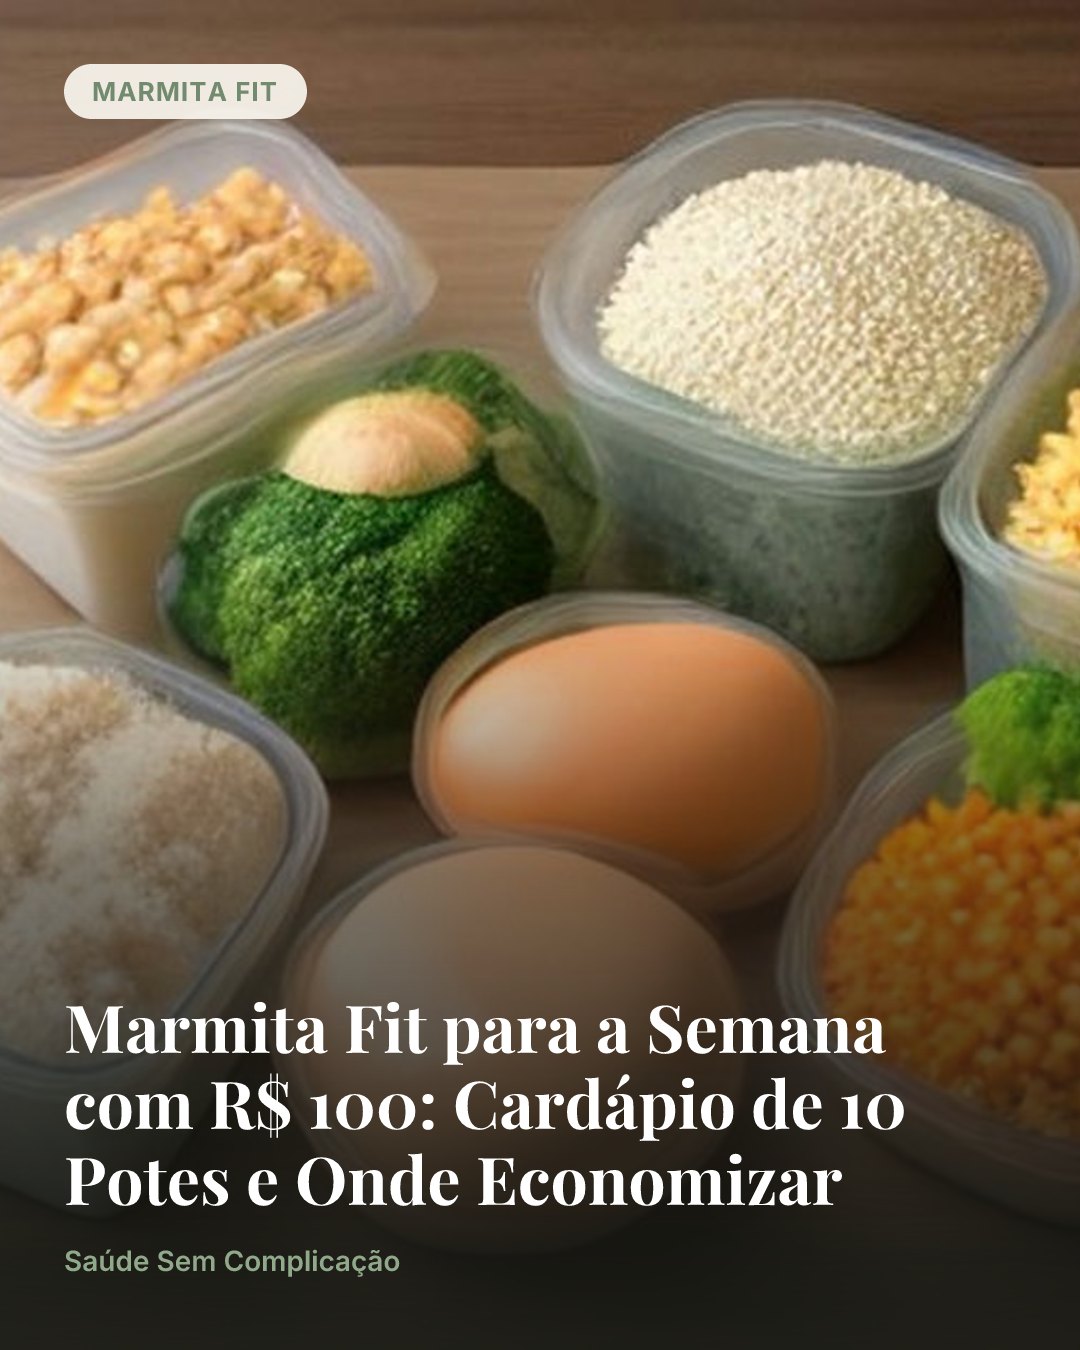 MARMITA FIT
Marmita Fit para a Semana
com R$ 100: Cardápio de 10
Potes e Onde Economizar
Saúde Sem Complicação